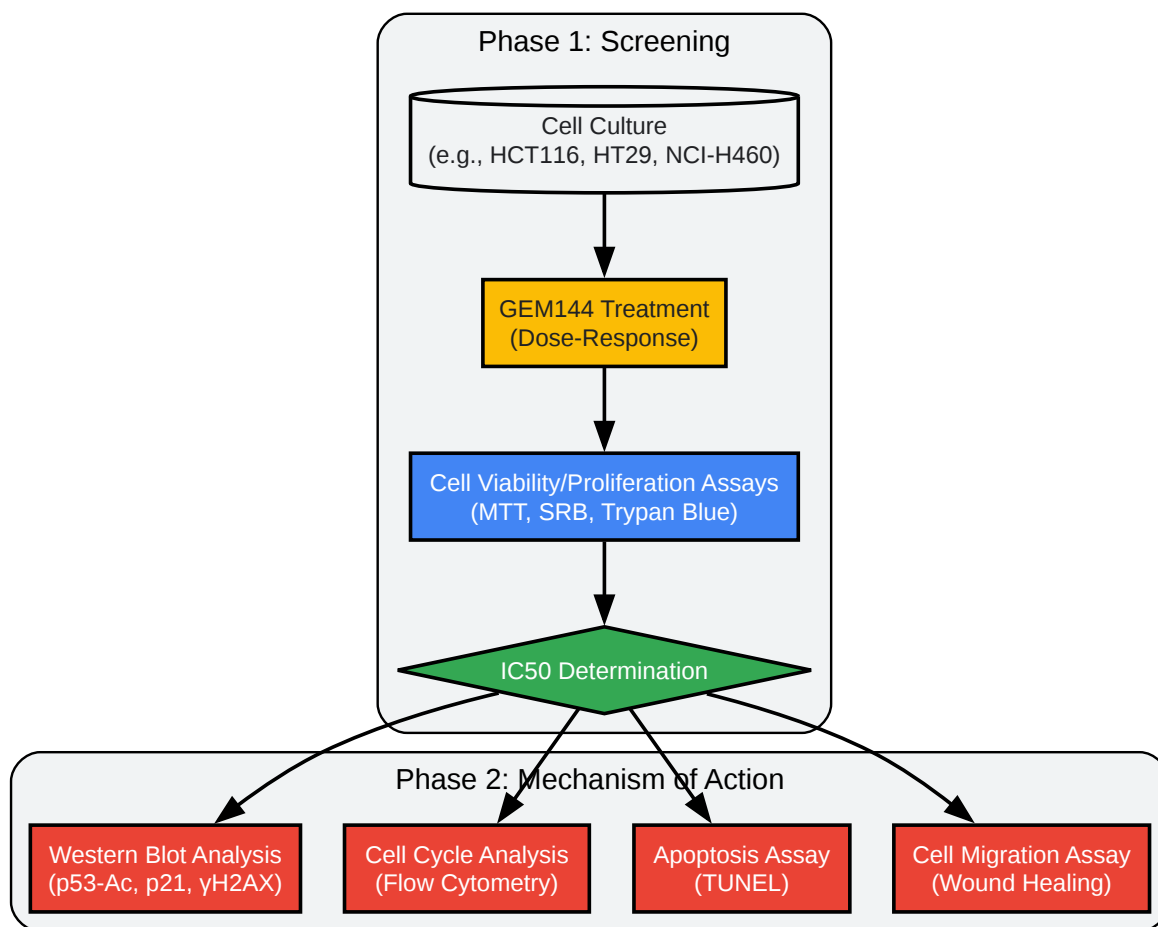 Phase 1: Screening
Cell Culture
(e.g., HCT116, HT29, NCI-H460)
GEM144 Treatment
(Dose-Response)
Cell Viability/Proliferation Assays
(MTT, SRB, Trypan Blue)
IC50 Determination
Phase 2: Mechanism of Action
Western Blot Analysis
(p53-Ac, p21, γH2AX)
Cell Cycle Analysis
(Flow Cytometry)
Apoptosis Assay
(TUNEL)
Cell Migration Assay
(Wound Healing)